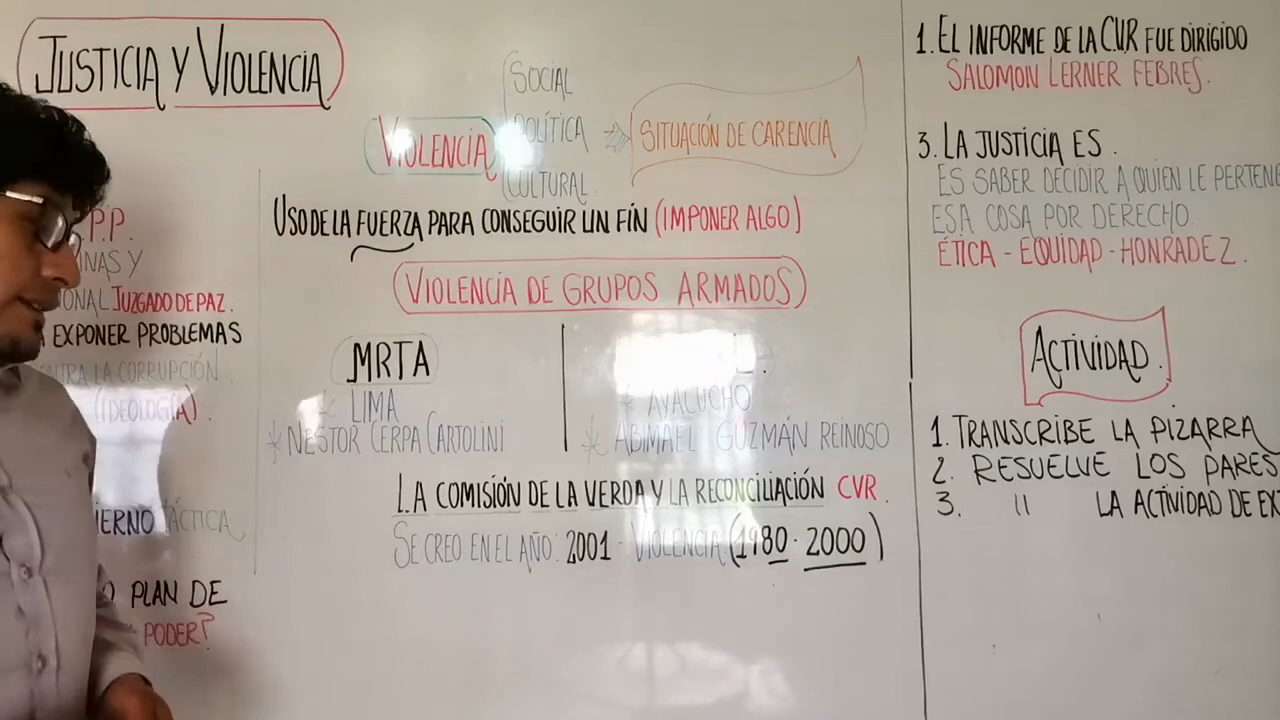 JUSTICIA Y VIOLENCIA
P.P.
NAS Y
ONAL JUZGADO DE PAZ.
EXPONER PROBLEMAS
LA CORRUPCIÓN
(IDEOLOGÍA).
IERNO TÁCTICA
PLAN DE
PODER?
SOCIAL
VIOLENCIA POLÍTICA SITUACIÓN DE CARENCIA
CULTURAL
USO DE LA FUERZA PARA CONSEGUIR UN FÍN (IMPONER ALGO)
VIOLENCIA DE GRUPOS ARMADOS
MRTA
* LIMA
* NESTOR CERPA CARTOLINI
L.
* AYACUCHO
* ABIMAEL GUZMÁN REINOSO
LA COMISIÓN DE LA VERDA Y LA RECONCILIACIÓN CVR.
SE CREO EN EL AÑO: 2001 - VIOLENCIA (1980 - 2000)
1. EL INFORME DE LA CVR FUE DIRIGIDO
SALOMON LERNER FEBRES.
3. LA JUSTICIA ES.
ES SABER DECIDIR A QUIEN LE PERTENE
ESA COSA POR DERECHO.
ÉTICA - EQUÍDAD - HONRADEZ.
ACTIVIDAD.
1. TRANSCRIBE LA PIZARRA
2. RESUELVE LOS PARES
3. " LA ACTIVIDAD DE EX